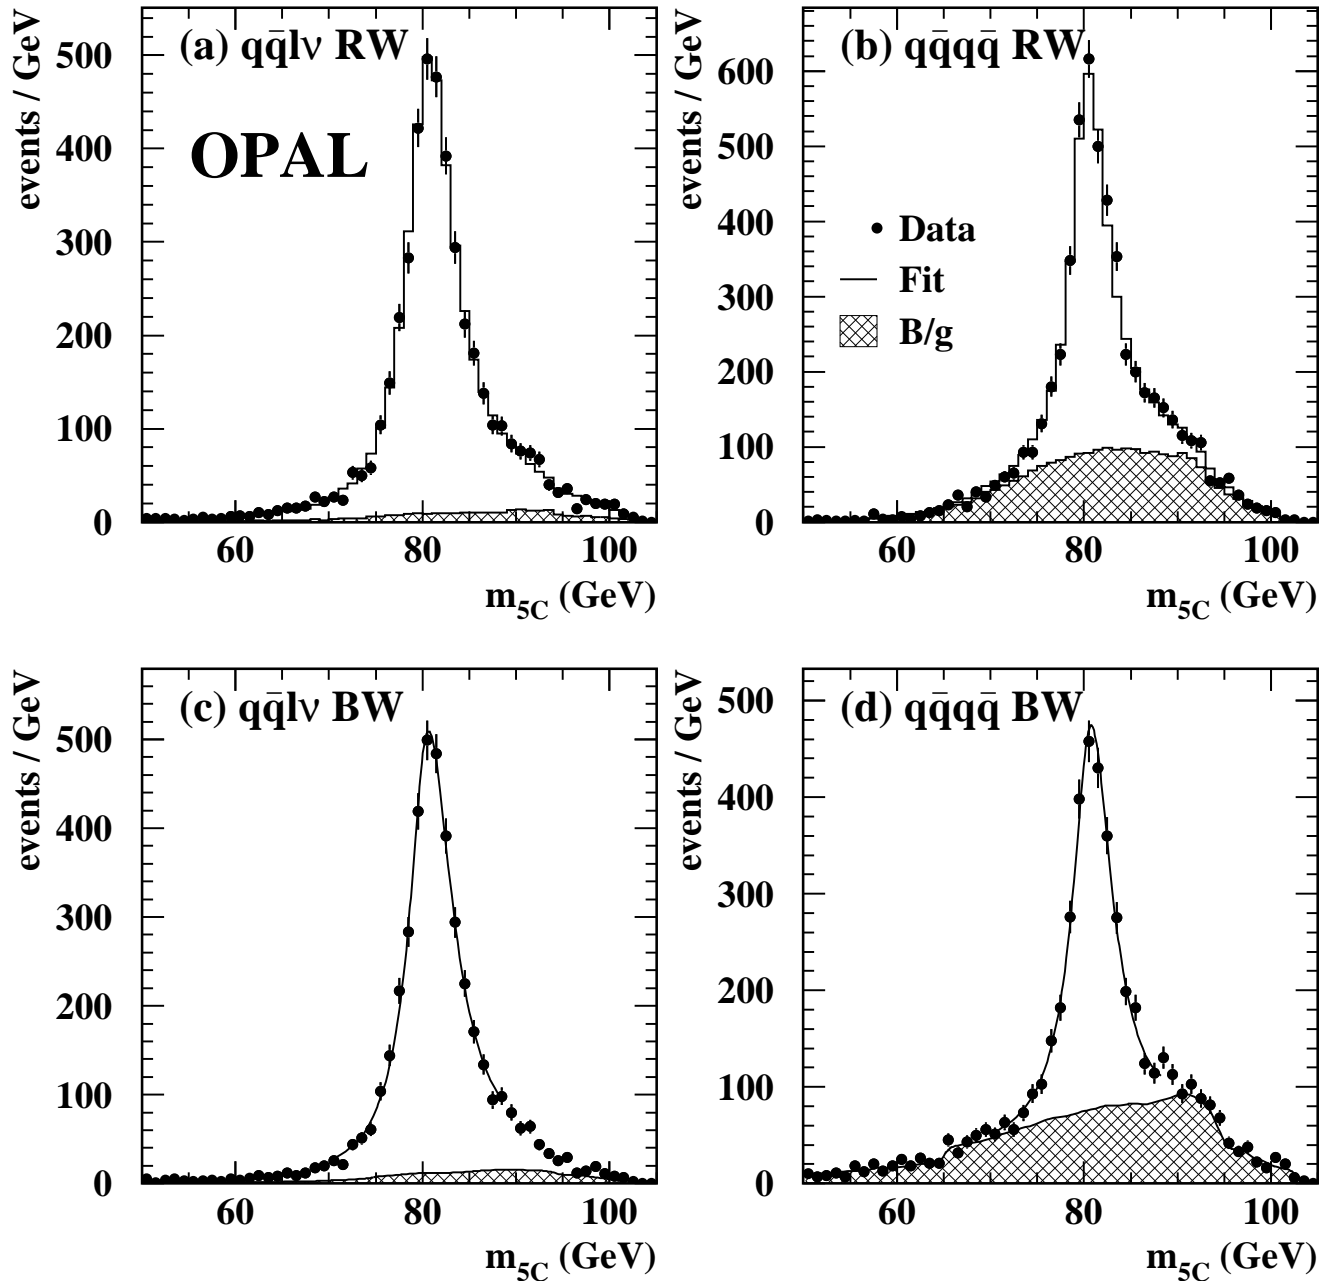 (a) qq̄lν RW
OPAL
events / GeV
500
400
300
200
100
0
60 80 100
m5C (GeV)
(b) qq̄qq̄ RW
Data
Fit
B/g
events / GeV
600
500
400
300
200
100
0
60 80 100
m5C (GeV)
(c) qq̄lν BW
events / GeV
500
400
300
200
100
0
60 80 100
m5C (GeV)
(d) qq̄qq̄ BW
events / GeV
500
400
300
200
100
0
60 80 100
m5C (GeV)